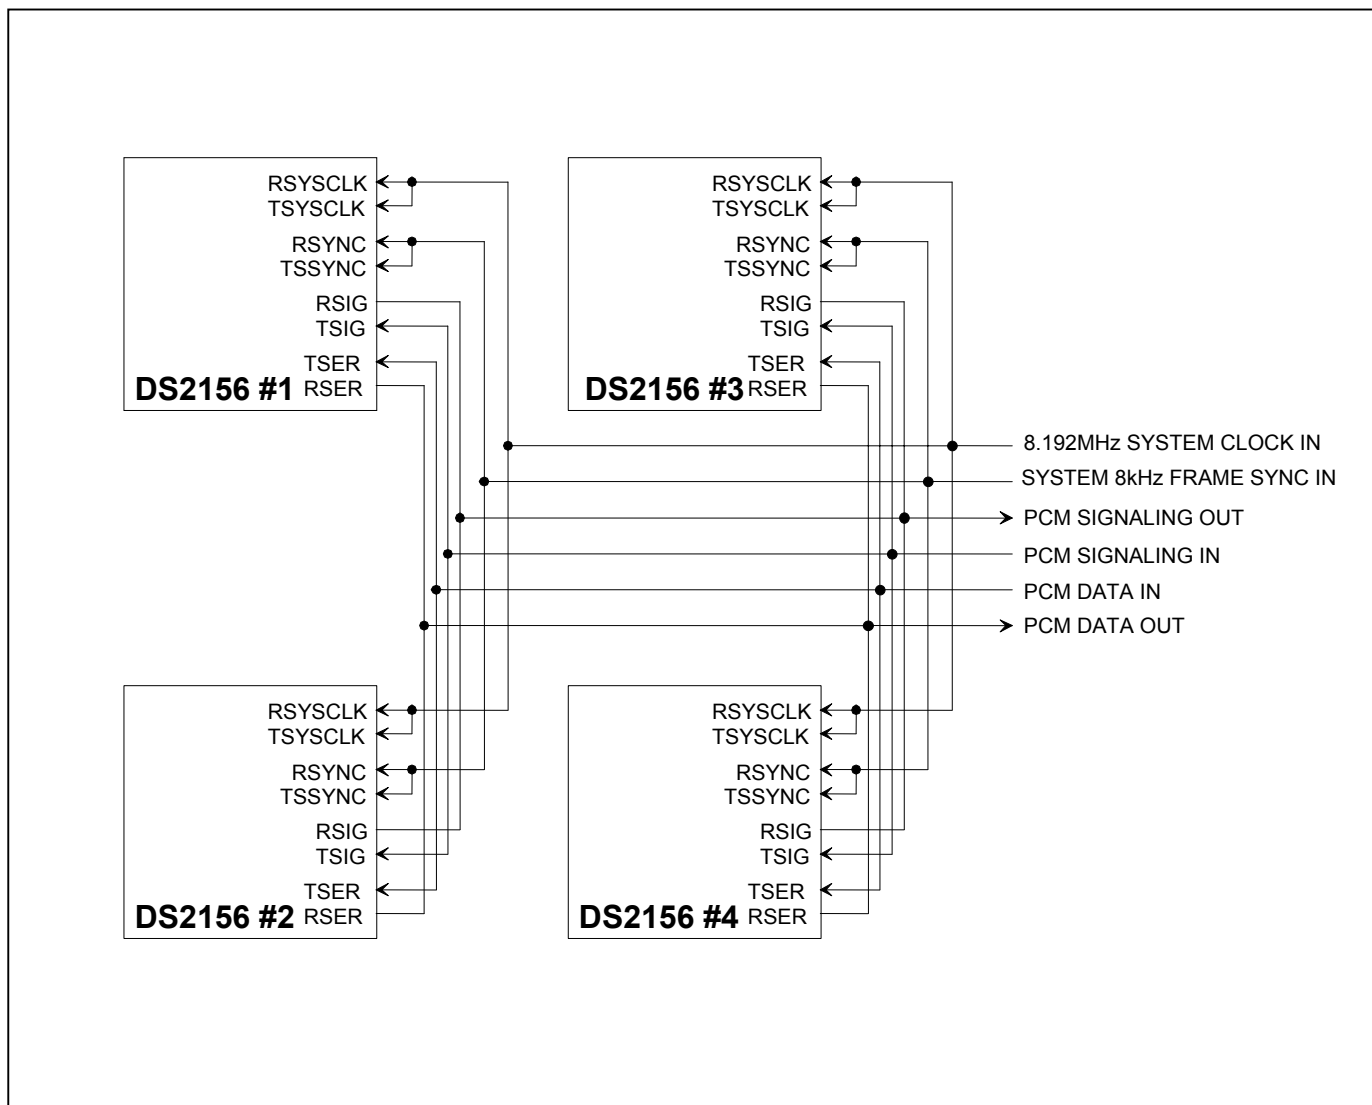 RSYSCLK
TSYSCLK
RSYNC
TSSYNC
RSIG
TSIG
TSER
DS2156 #1 RSER
RSYSCLK
TSYSCLK
RSYNC
TSSYNC
RSIG
TSIG
TSER
DS2156 #3 RSER
8.192MHz SYSTEM CLOCK IN
SYSTEM 8kHz FRAME SYNC IN
PCM SIGNALING OUT
PCM SIGNALING IN
PCM DATA IN
PCM DATA OUT
RSYSCLK
TSYSCLK
RSYNC
TSSYNC
RSIG
TSIG
TSER
DS2156 #2 RSER
RSYSCLK
TSYSCLK
RSYNC
TSSYNC
RSIG
TSIG
TSER
DS2156 #4 RSER